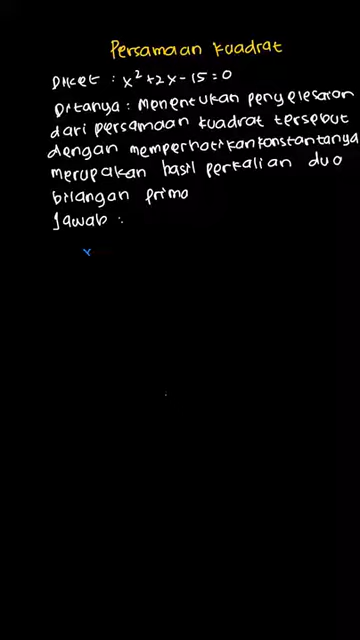 Persamaan Kuadrat
Diket : x² + 2x - 15 = 0
Ditanya : Menentukan penyelesaian
dari persamaan kuadrat tersebut
dengan memperhatikan konstantanya
merupakan hasil perkalian dua
bilangan prima
Jawab :
x